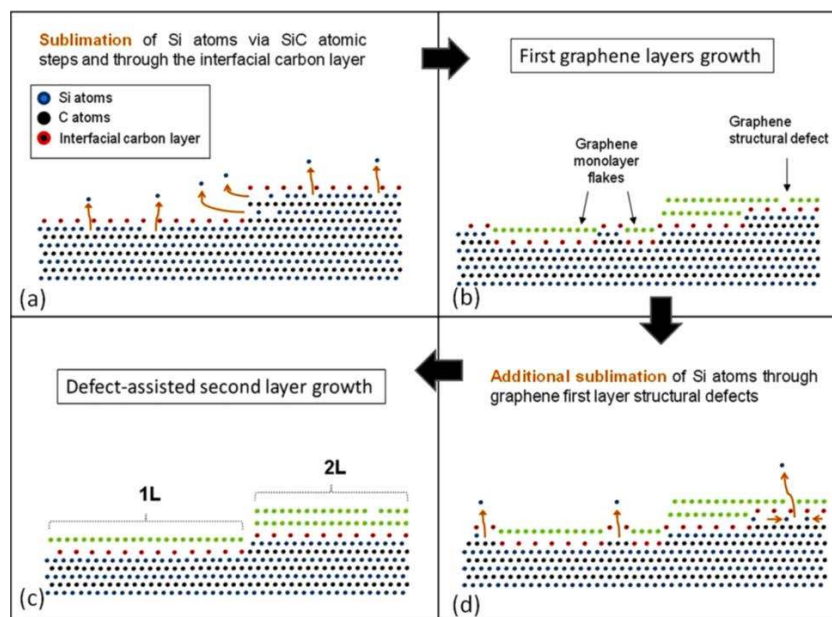 Sublimation of Si atoms via SiC atomic
steps and through the interfacial carbon layer
Si atoms
C atoms
Interfacial carbon layer
(a)
First graphene layers growth
Graphene
monolayer
flakes
Graphene
structural defect
(b)
Defect-assisted second layer growth
1L
2L
(c)
Additional sublimation of Si atoms through
graphene first layer structural defects
(d)